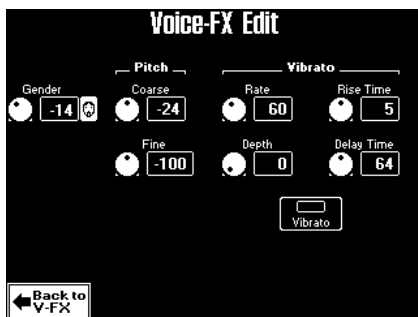 Voice-FX Edit
Pitch Vibrato
Gender Coarse Rate Rise Time
-14 -24 60 5
Fine Depth Delay Time
-100 0 64
Vibrato
Back to
V-FX